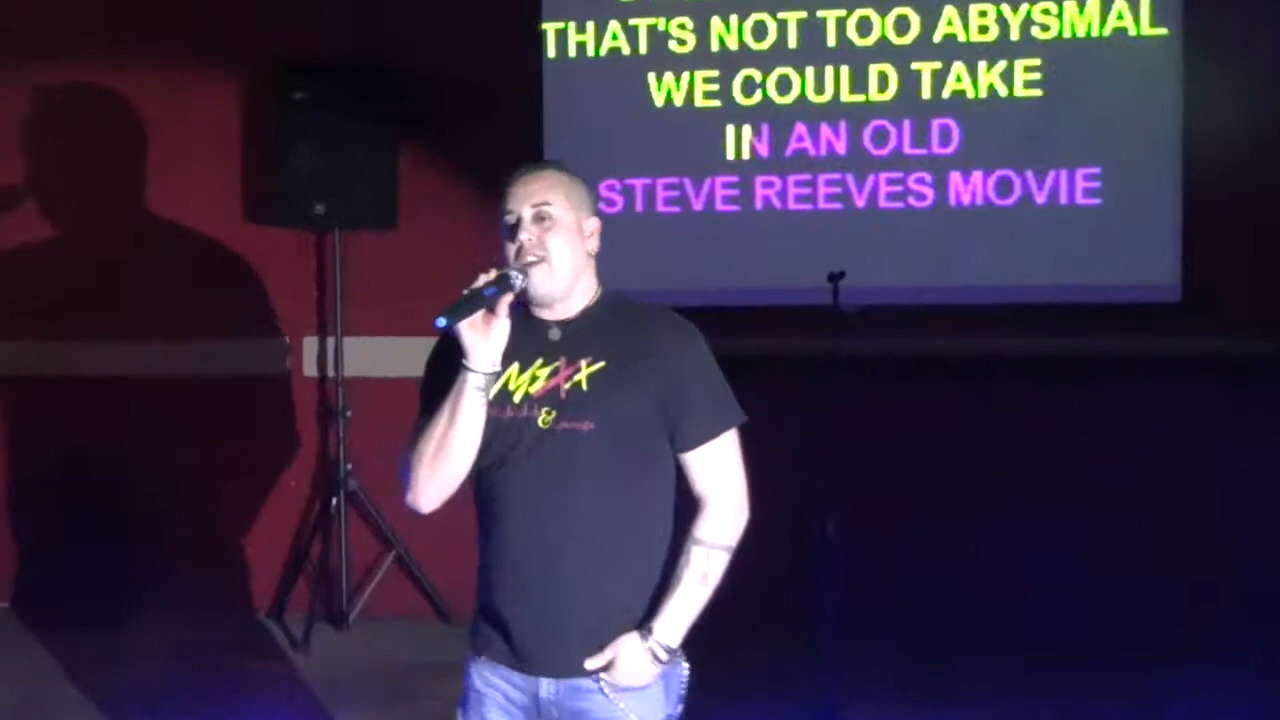 THAT'S NOT TOO ABYSMAL
WE COULD TAKE
IN AN OLD
STEVE REEVES MOVIE
MIXX
&